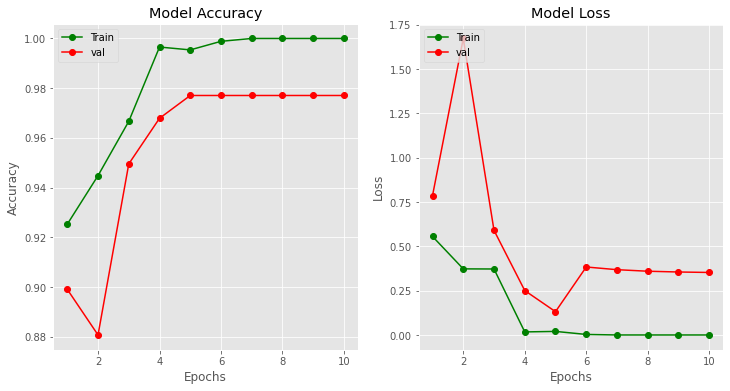 Model Accuracy
Train
val
1.00
0.98
0.96
0.94
0.92
0.90
0.88
Accuracy
2
4
6
8
10
Epochs
Model Loss
Train
val
1.75
1.50
1.25
1.00
0.75
0.50
0.25
0.00
Loss
2
4
6
8
10
Epochs